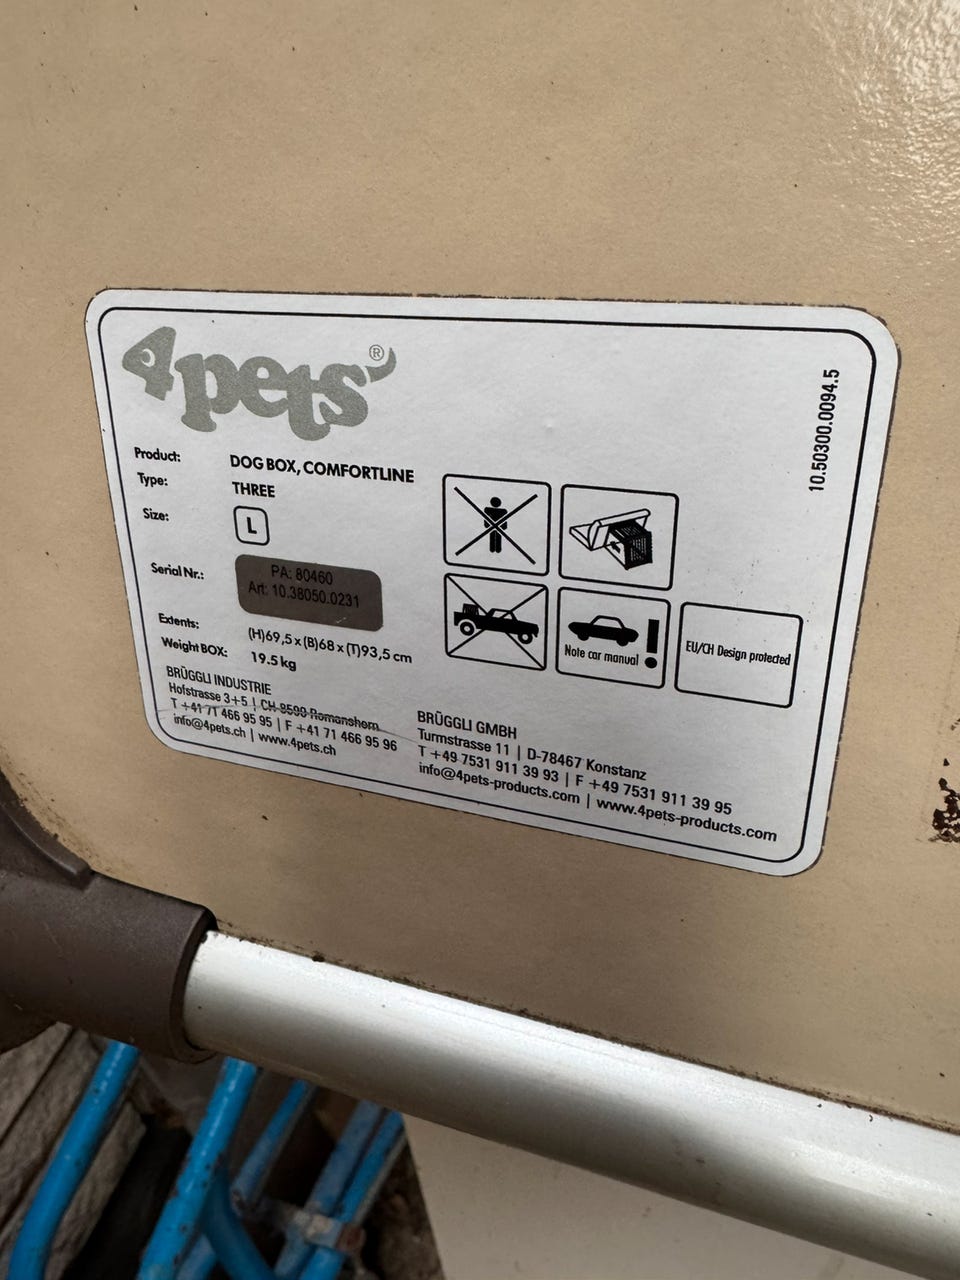 4pets®
10.50300.0094.5
Product: DOG BOX, COMFORTLINE
Type: THREE
Size: L
Serial Nr.: PA: 80460
Art: 10.38050.0231
Extents: (H)69,5 x (B)68 x (T)93,5 cm
Weight BOX: 19.5 kg
Note car manual
EU/CH Design protected
BRÜGGLI INDUSTRIE
Hofstrasse 3+5 | CH-8590 Romanshorn
T +41 71 466 95 95 | F +41 71 466 95 96
info@4pets.ch | www.4pets.ch
BRÜGGLI GMBH
Turmstrasse 11 | D-78467 Konstanz
T +49 7531 911 39 93 | F +49 7531 911 39 95
info@4pets-products.com | www.4pets-products.com